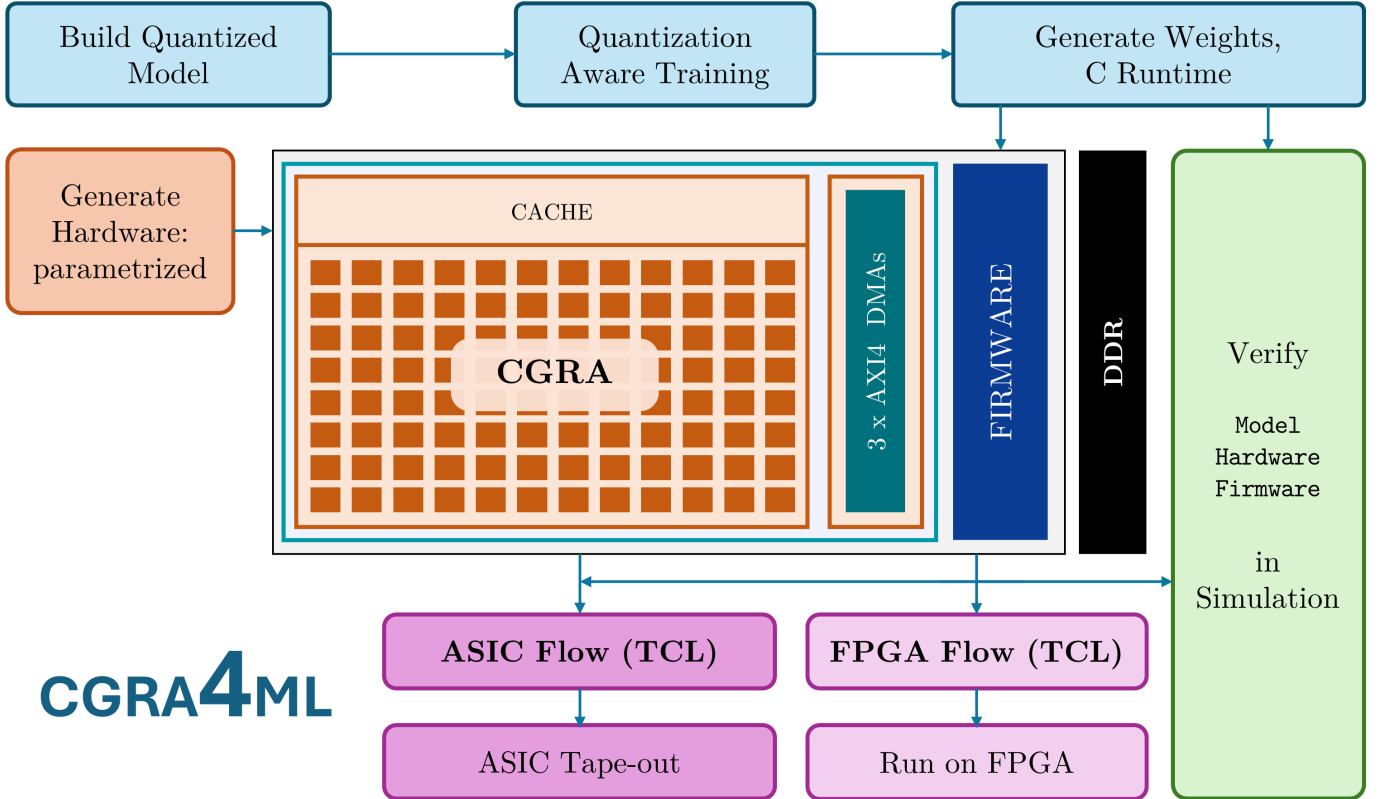 Build Quantized
Model
Quantization
Aware Training
Generate Weights,
C Runtime
Generate
Hardware:
parametrized
CACHE
CGRA
3 x AXI4 DMAs
FIRMWARE
DDR
Verify
Model
Hardware
Firmware
in
Simulation
ASIC Flow (TCL)
FPGA Flow (TCL)
CGRA4ML
ASIC Tape-out
Run on FPGA